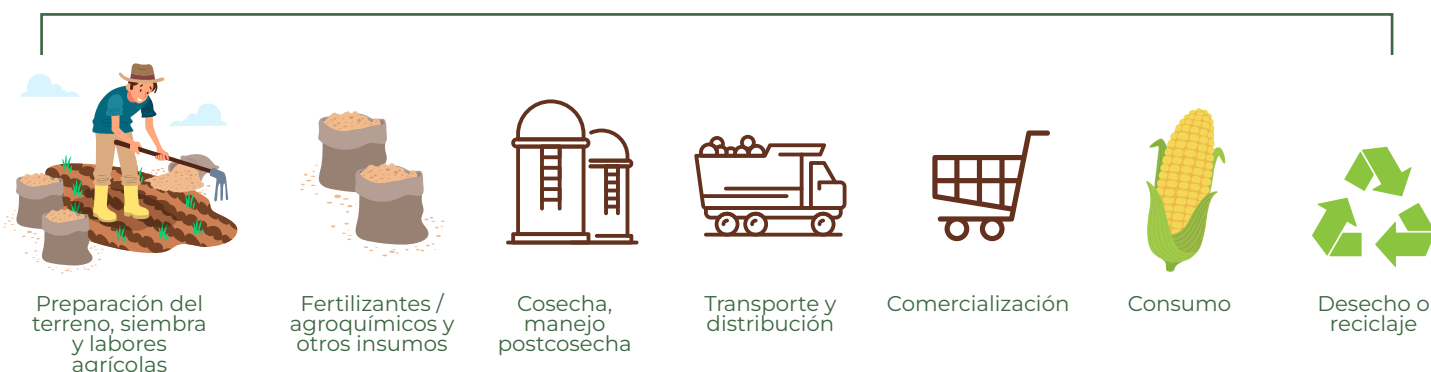 Preparación del
terreno, siembra
y labores
agrícolas
Fertilizantes /
agroquímicos y
otros insumos
Cosecha,
manejo
postcosecha
Transporte y
distribución
Comercialización
Consumo
Desecho o
reciclaje